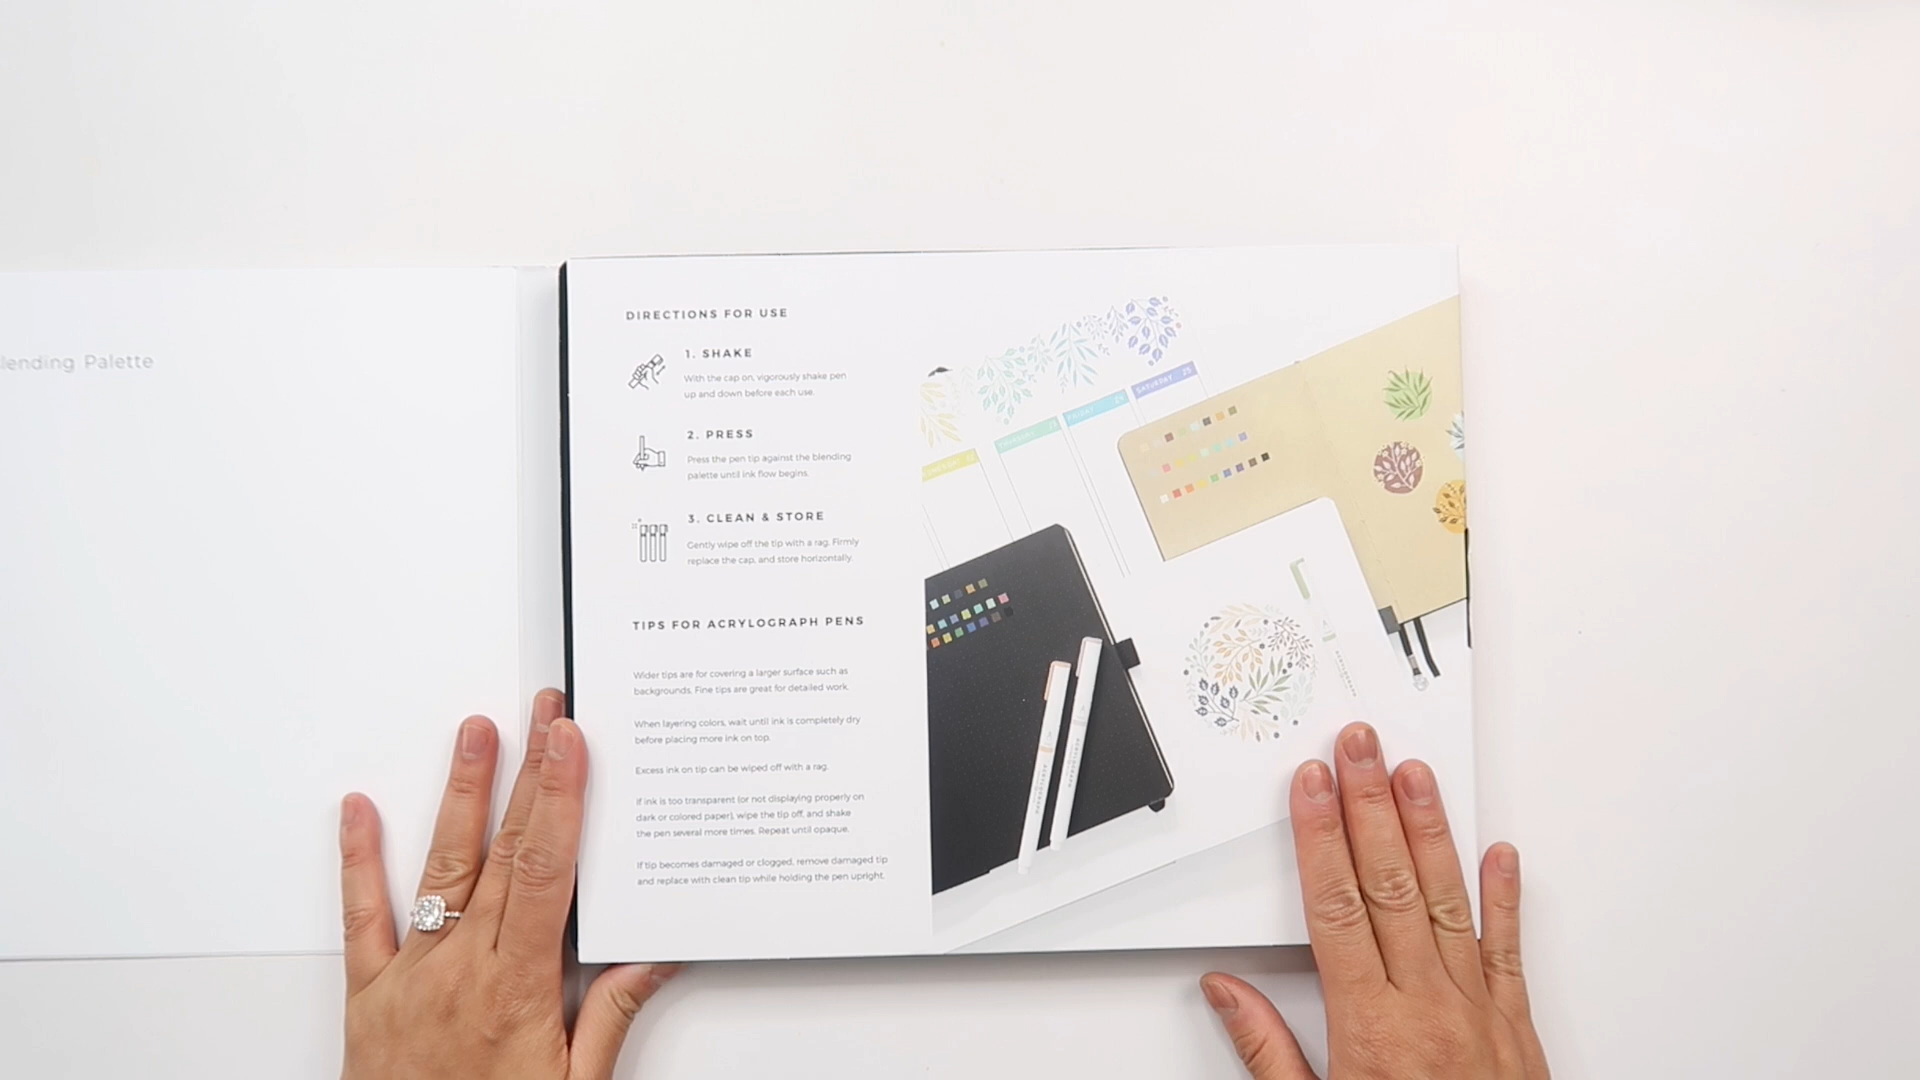 lending Palette
DIRECTIONS FOR USE
1. SHAKE
With the cap on, vigorously shake pen
up and down before each use.
2. PRESS
Press the pen tip against the blending
palette until ink flow begins.
3. CLEAN & STORE
Gently wipe off the tip with a rag. Firmly
replace the cap, and store horizontally.
TIPS FOR ACRYLOGRAPH PENS
Wider tips are for covering a larger surface such as
backgrounds. Fine tips are great for detailed work.
When layering colors, wait until ink is completely dry
before placing more ink on top.
Excess ink on tip can be wiped off with a rag.
If ink is too transparent (or not displaying properly on
dark or colored paper), wipe the tip off, and shake
the pen several more times. Repeat until opaque.
If tip becomes damaged or clogged, remove damaged tip
and replace with clean tip while holding the pen upright.
THURSDAY
FRIDAY
SATURDAY 25
ACRYLOGRAPH
ACRYLOGRAPH